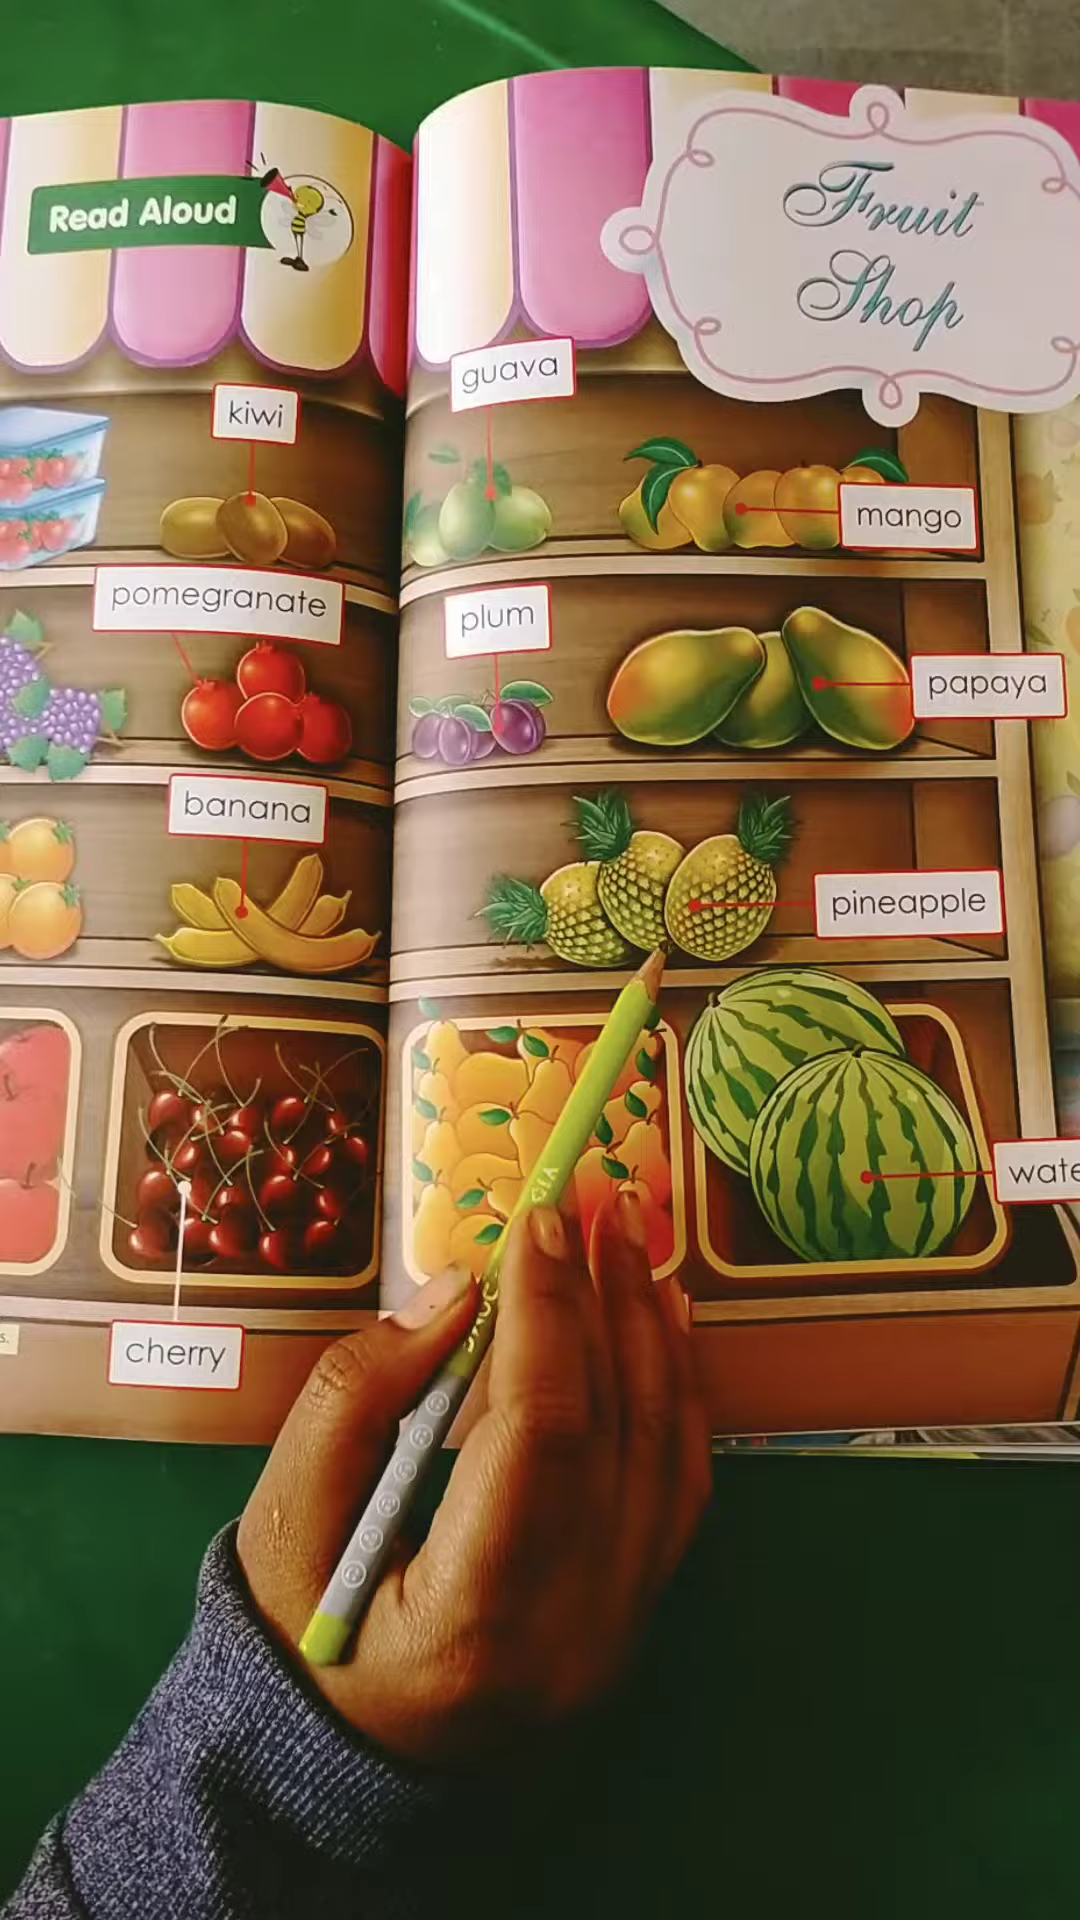 Read Aloud
Fruit
Shop
kiwi
guava
mango
pomegranate
plum
papaya
banana
pineapple
cherry